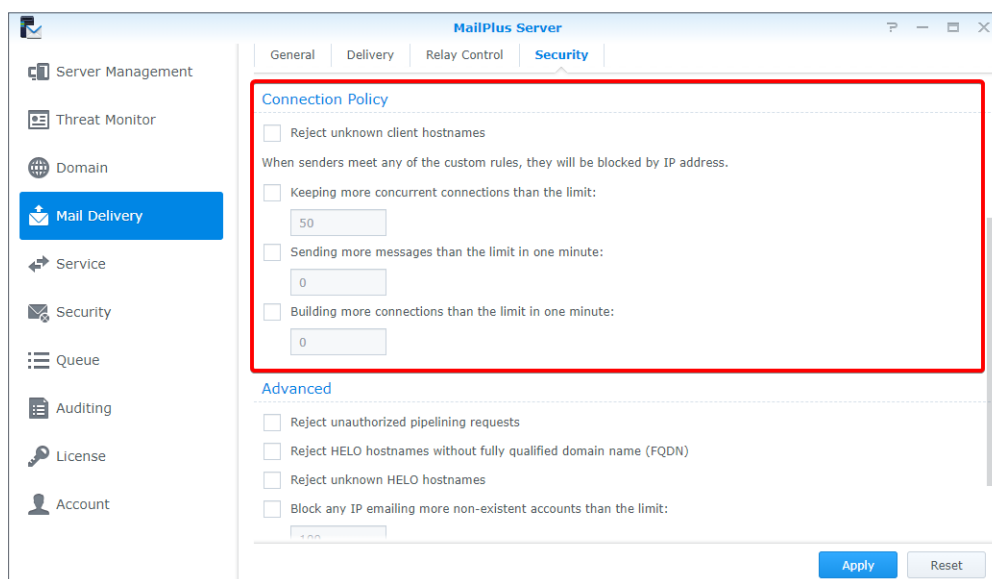 MailPlus Server
General Delivery Relay Control Security
Server Management
Threat Monitor
Domain
Mail Delivery
Service
Security
Queue
Auditing
License
Account
Connection Policy
Reject unknown client hostnames
When senders meet any of the custom rules, they will be blocked by IP address.
Keeping more concurrent connections than the limit:
50
Sending more messages than the limit in one minute:
0
Building more connections than the limit in one minute:
0
Advanced
Reject unauthorized pipelining requests
Reject HELO hostnames without fully qualified domain name (FQDN)
Reject unknown HELO hostnames
Block any IP emailing more non-existent accounts than the limit:
Apply Reset